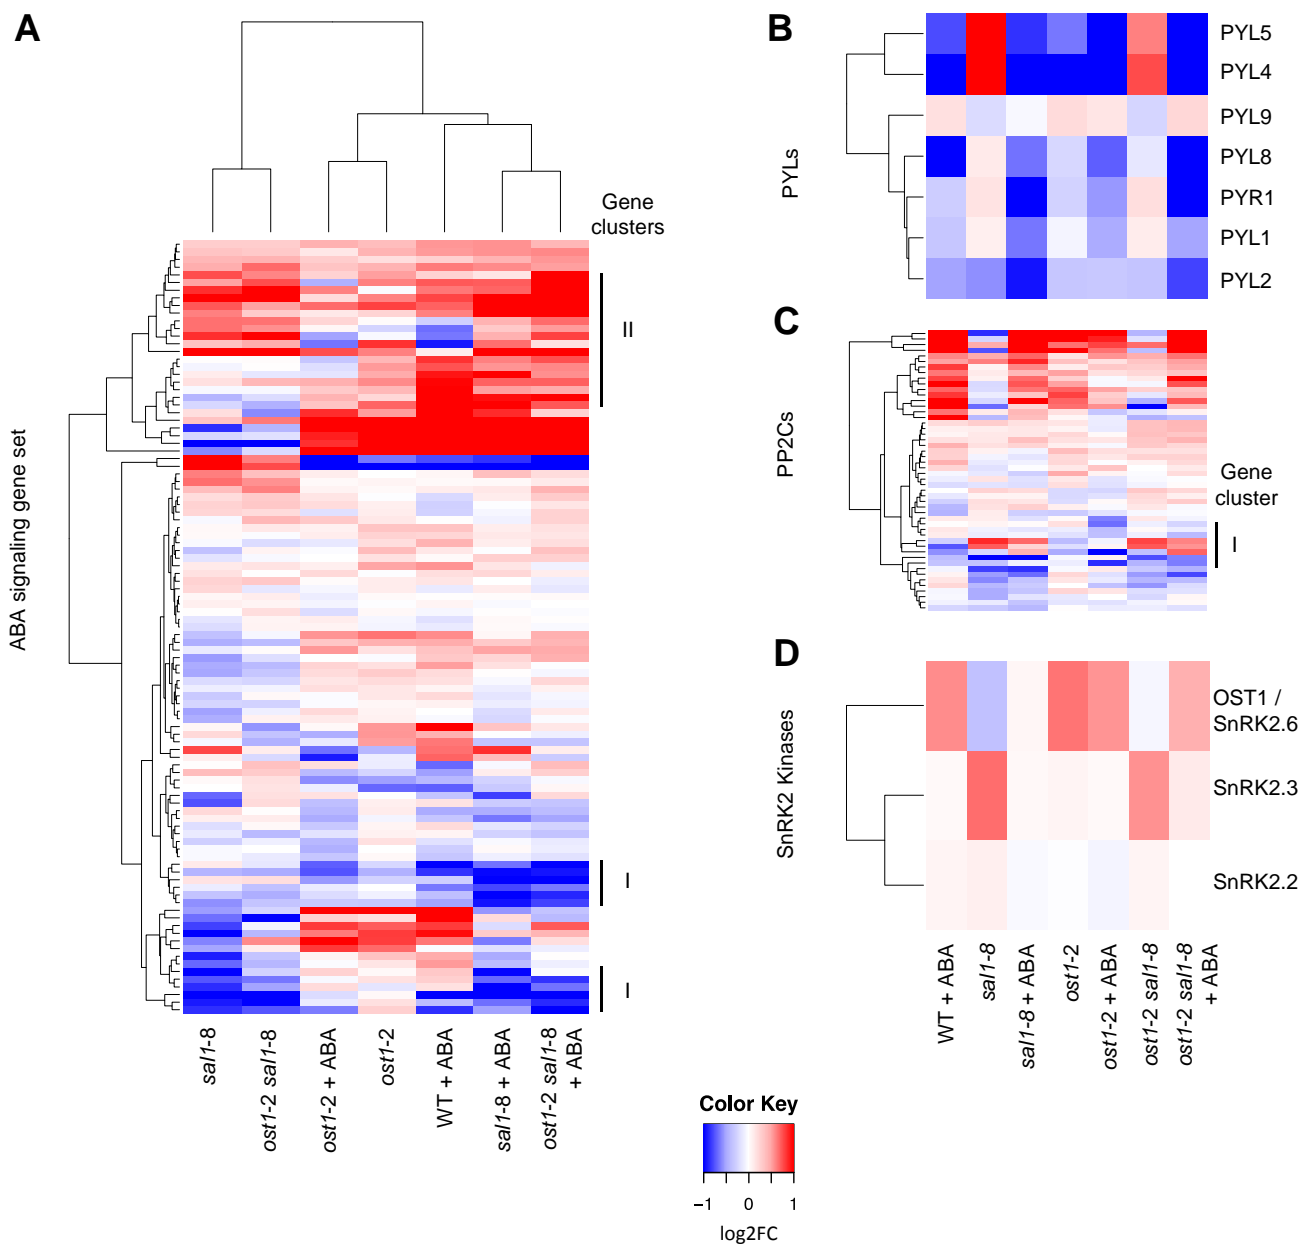 A
Gene
clusters
II
I
I
ABA signaling gene set
sal1-8
ost1-2 sal1-8
ost1-2 + ABA
ost1-2
WT + ABA
sal1-8 + ABA
ost1-2 sal1-8
+ ABA
B
PYLs
PYL5
PYL4
PYL9
PYL8
PYR1
PYL1
PYL2
C
PP2Cs
Gene
cluster
I
D
SnRK2 Kinases
OST1 /
SnRK2.6
SnRK2.3
SnRK2.2
WT + ABA
sal1-8
sal1-8 + ABA
ost1-2
ost1-2 + ABA
ost1-2 sal1-8
ost1-2 sal1-8
+ ABA
Color Key
−1 0 1
log2FC